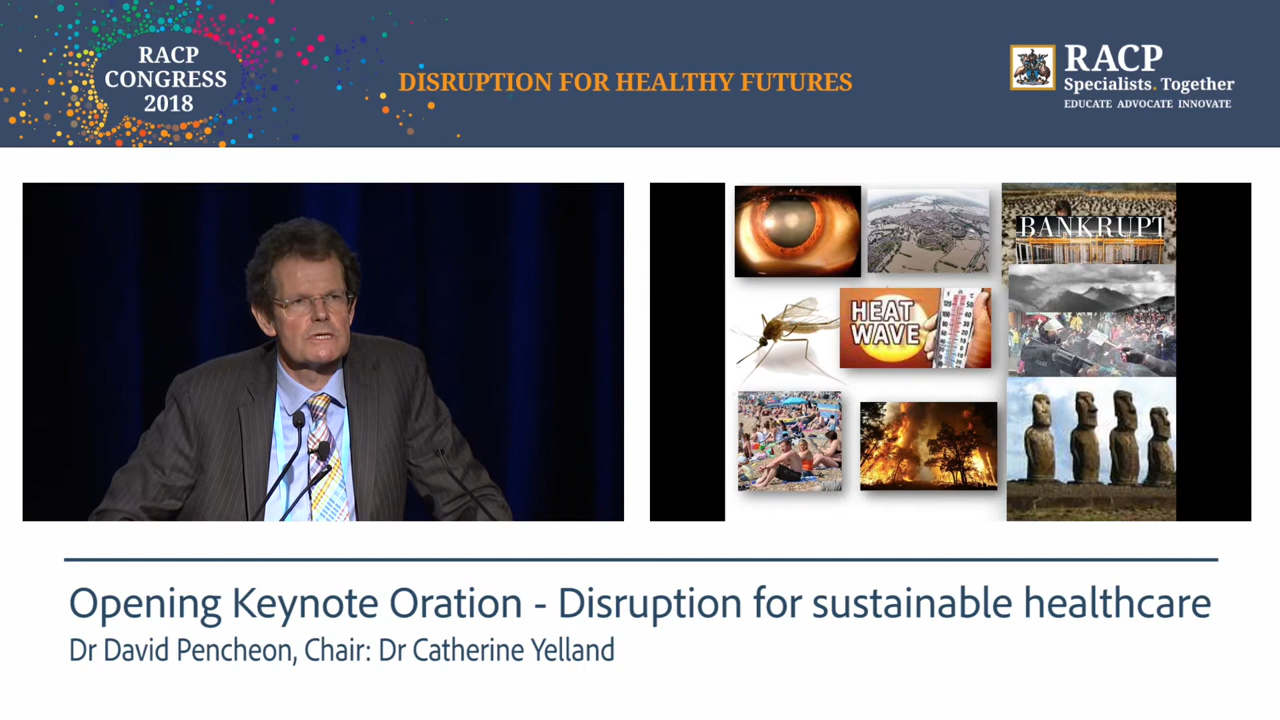 RACP
CONGRESS
2018
DISRUPTION FOR HEALTHY FUTURES
RACP
Specialists. Together
EDUCATE ADVOCATE INNOVATE
BANKRUPT
HEAT
WAVE
Opening Keynote Oration - Disruption for sustainable healthcare
Dr David Pencheon, Chair: Dr Catherine Yelland